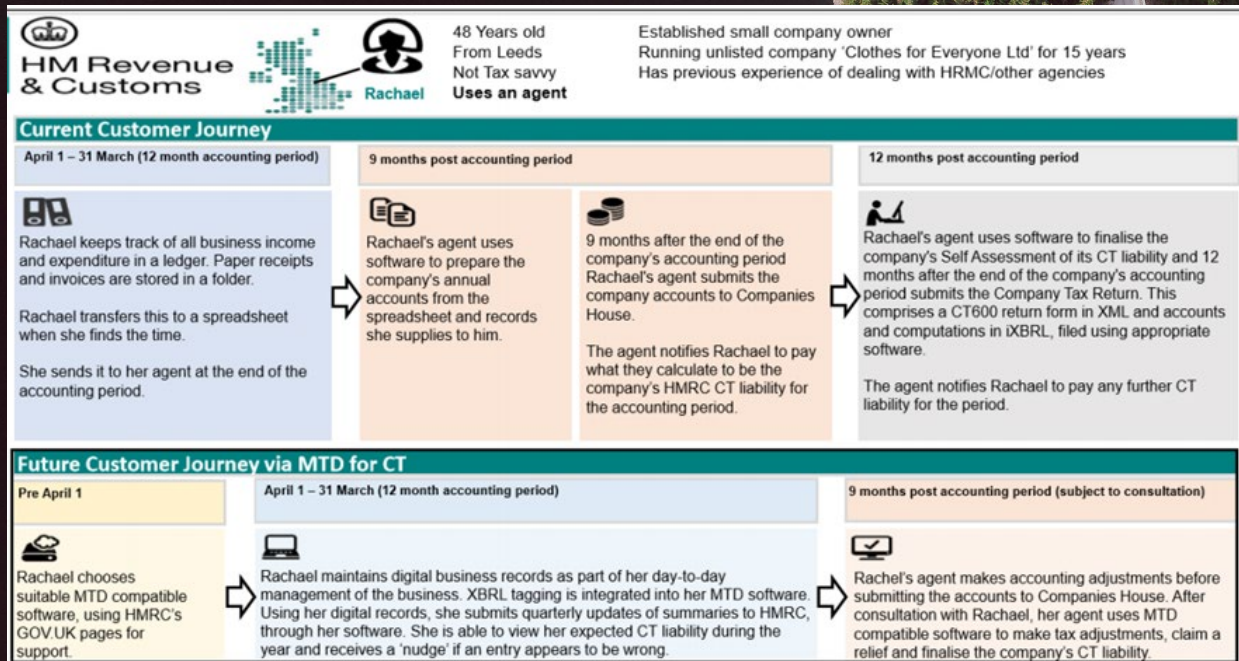 HM Revenue
& Customs
Rachael
48 Years old
From Leeds
Not Tax savvy
Uses an agent
Established small company owner
Running unlisted company 'Clothes for Everyone Ltd' for 15 years
Has previous experience of dealing with HRMC/other agencies
Current Customer Journey
April 1 – 31 March (12 month accounting period)
Rachael keeps track of all business income
and expenditure in a ledger. Paper receipts
and invoices are stored in a folder.
Rachael transfers this to a spreadsheet
when she finds the time.
She sends it to her agent at the end of the
accounting period.
9 months post accounting period
Rachael's agent uses
software to prepare the
company's annual
accounts from the
spreadsheet and records
she supplies to him.
9 months after the end of the
company's accounting period
Rachael's agent submits the
company accounts to Companies
House.
The agent notifies Rachael to pay
what they calculate to be the
company's HMRC CT liability for
the accounting period.
12 months post accounting period
Rachael's agent uses software to finalise the
company's Self Assessment of its CT liability and 12
months after the end of the company's accounting
period submits the Company Tax Return. This
comprises a CT600 return form in XML and accounts
and computations in iXBRL, filed using appropriate
software.
The agent notifies Rachael to pay any further CT
liability for the period.
Future Customer Journey via MTD for CT
Pre April 1
Rachael chooses
suitable MTD compatible
software, using HMRC's
GOV.UK pages for
support.
April 1 – 31 March (12 month accounting period)
Rachael maintains digital business records as part of her day-to-day
management of the business. XBRL tagging is integrated into her MTD software.
Using her digital records, she submits quarterly updates of summaries to HMRC,
through her software. She is able to view her expected CT liability during the
year and receives a 'nudge' if an entry appears to be wrong.
9 months post accounting period (subject to consultation)
Rachel's agent makes accounting adjustments before
submitting the accounts to Companies House. After
consultation with Rachael, her agent uses MTD
compatible software to make tax adjustments, claim a
relief and finalise the company's CT liability.